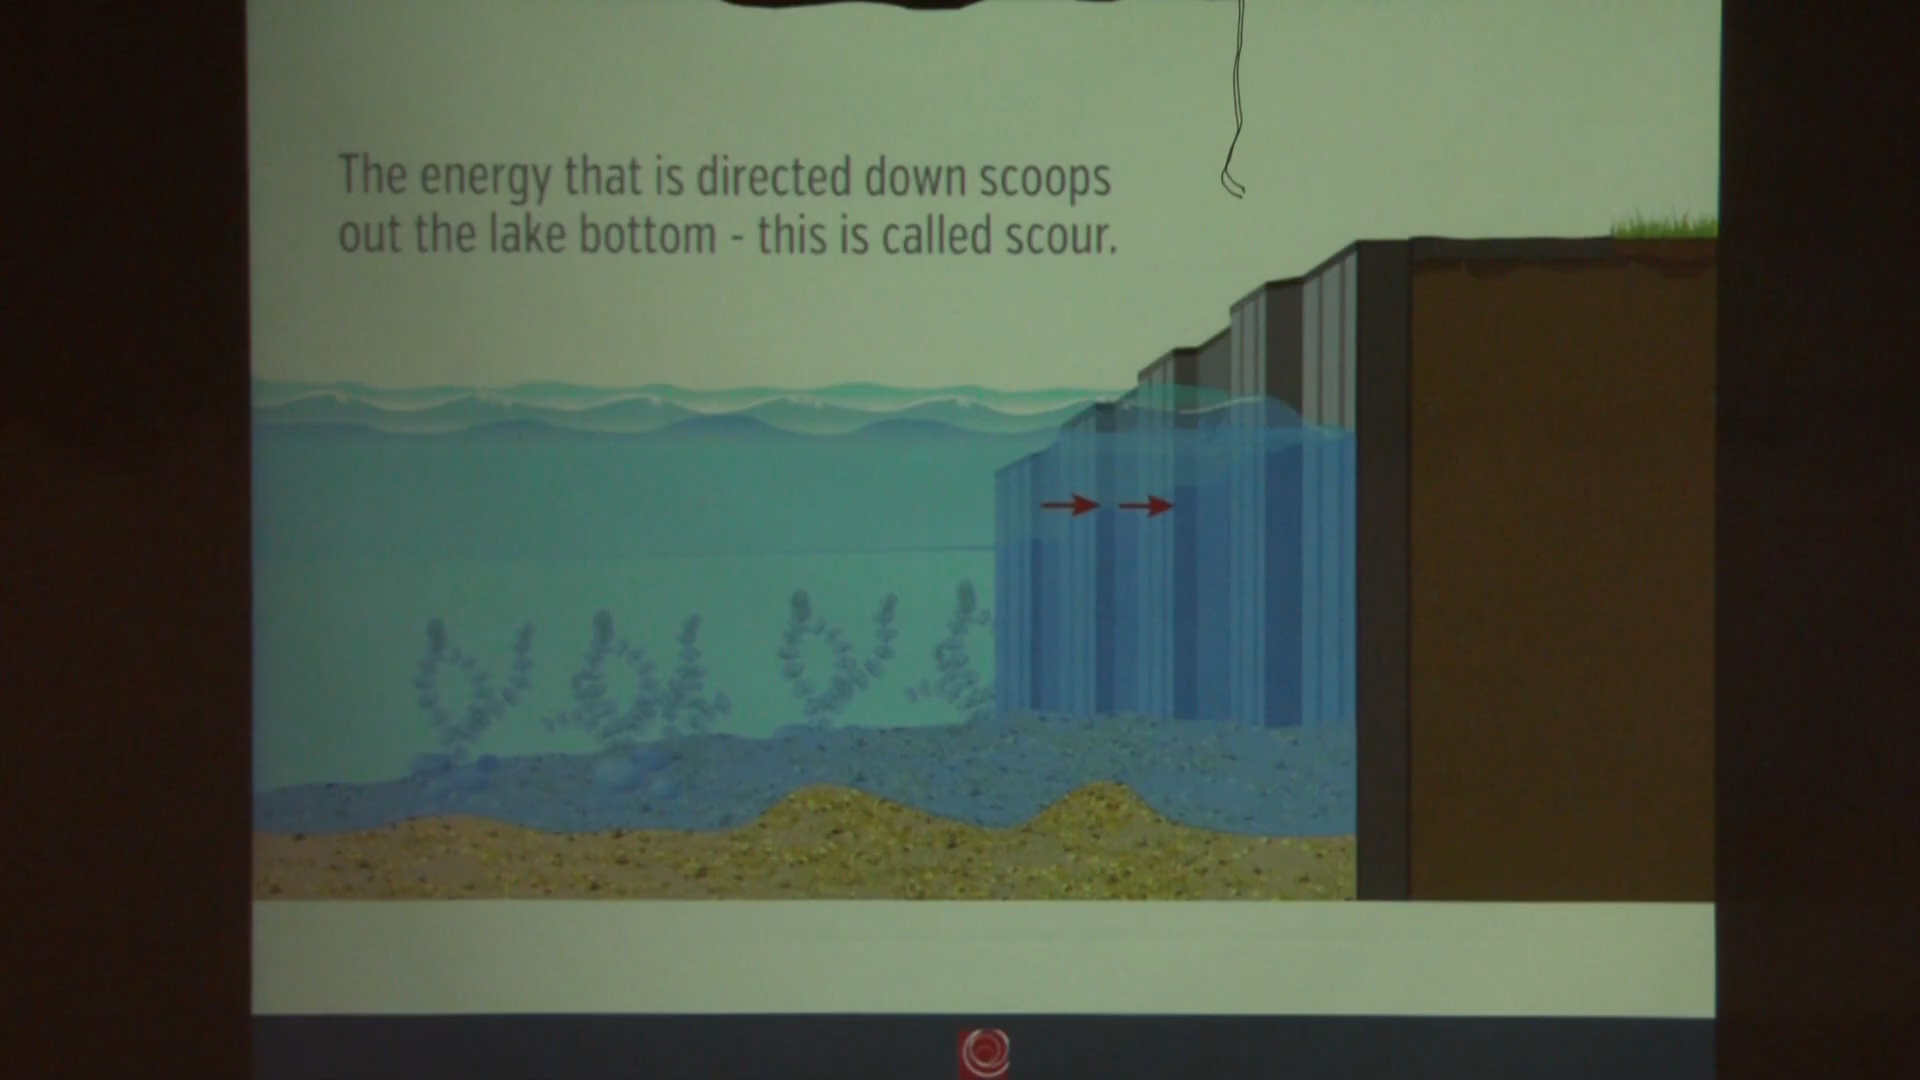 The energy that is directed down scoops
out the lake bottom - this is called scour.